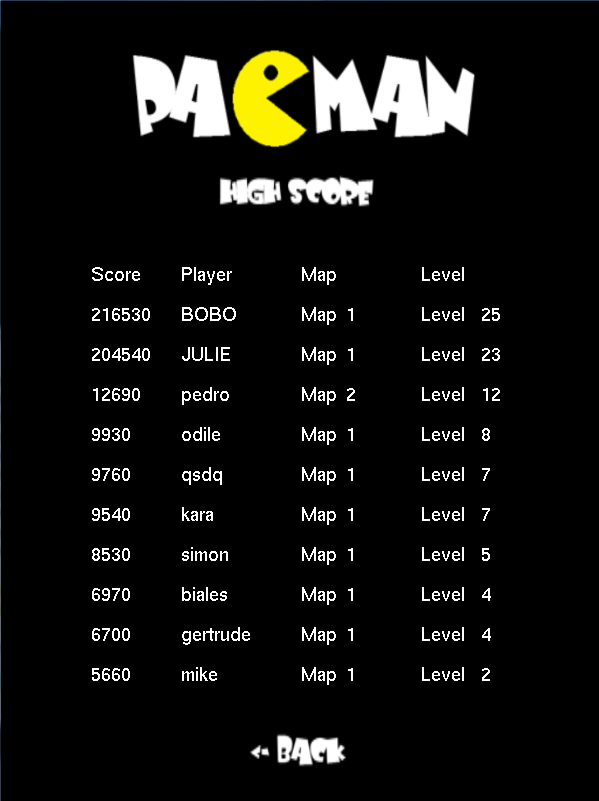 PACMAN
HIGH SCORE
Score Player Map Level
216530 BOBO Map 1 Level 25
204540 JULIE Map 1 Level 23
12690 pedro Map 2 Level 12
9930 odile Map 1 Level 8
9760 qsdq Map 1 Level 7
9540 kara Map 1 Level 7
8530 simon Map 1 Level 5
6970 biales Map 1 Level 4
6700 gertrude Map 1 Level 4
5660 mike Map 1 Level 2
<- BACK